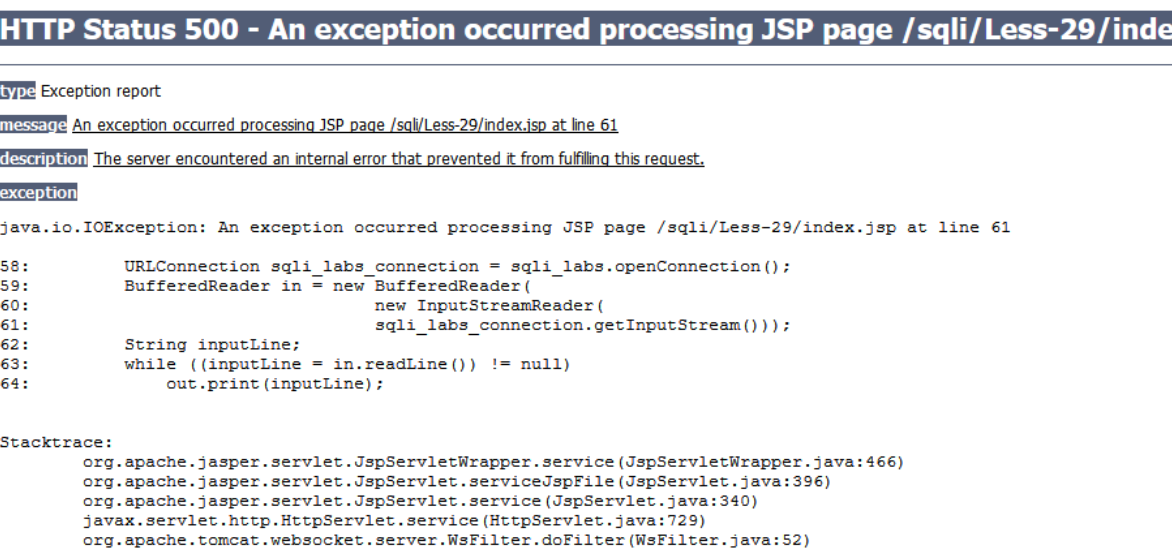 HTTP Status 500 - An exception occurred processing JSP page /sqli/Less-29/inde
type Exception report
message An exception occurred processing JSP page /sqli/Less-29/index.jsp at line 61
description The server encountered an internal error that prevented it from fulfilling this request.
exception
java.io.IOException: An exception occurred processing JSP page /sqli/Less-29/index.jsp at line 61
58: URLConnection sqli_labs_connection = sqli_labs.openConnection();
59: BufferedReader in = new BufferedReader(
60: new InputStreamReader(
61: sqli_labs_connection.getInputStream()));
62: String inputLine;
63: while ((inputLine = in.readLine()) != null)
64: out.print(inputLine);
Stacktrace:
org.apache.jasper.servlet.JspServletWrapper.service(JspServletWrapper.java:466)
org.apache.jasper.servlet.JspServlet.serviceJspFile(JspServlet.java:396)
org.apache.jasper.servlet.JspServlet.service(JspServlet.java:340)
javax.servlet.http.HttpServlet.service(HttpServlet.java:729)
org.apache.tomcat.websocket.server.WsFilter.doFilter(WsFilter.java:52)